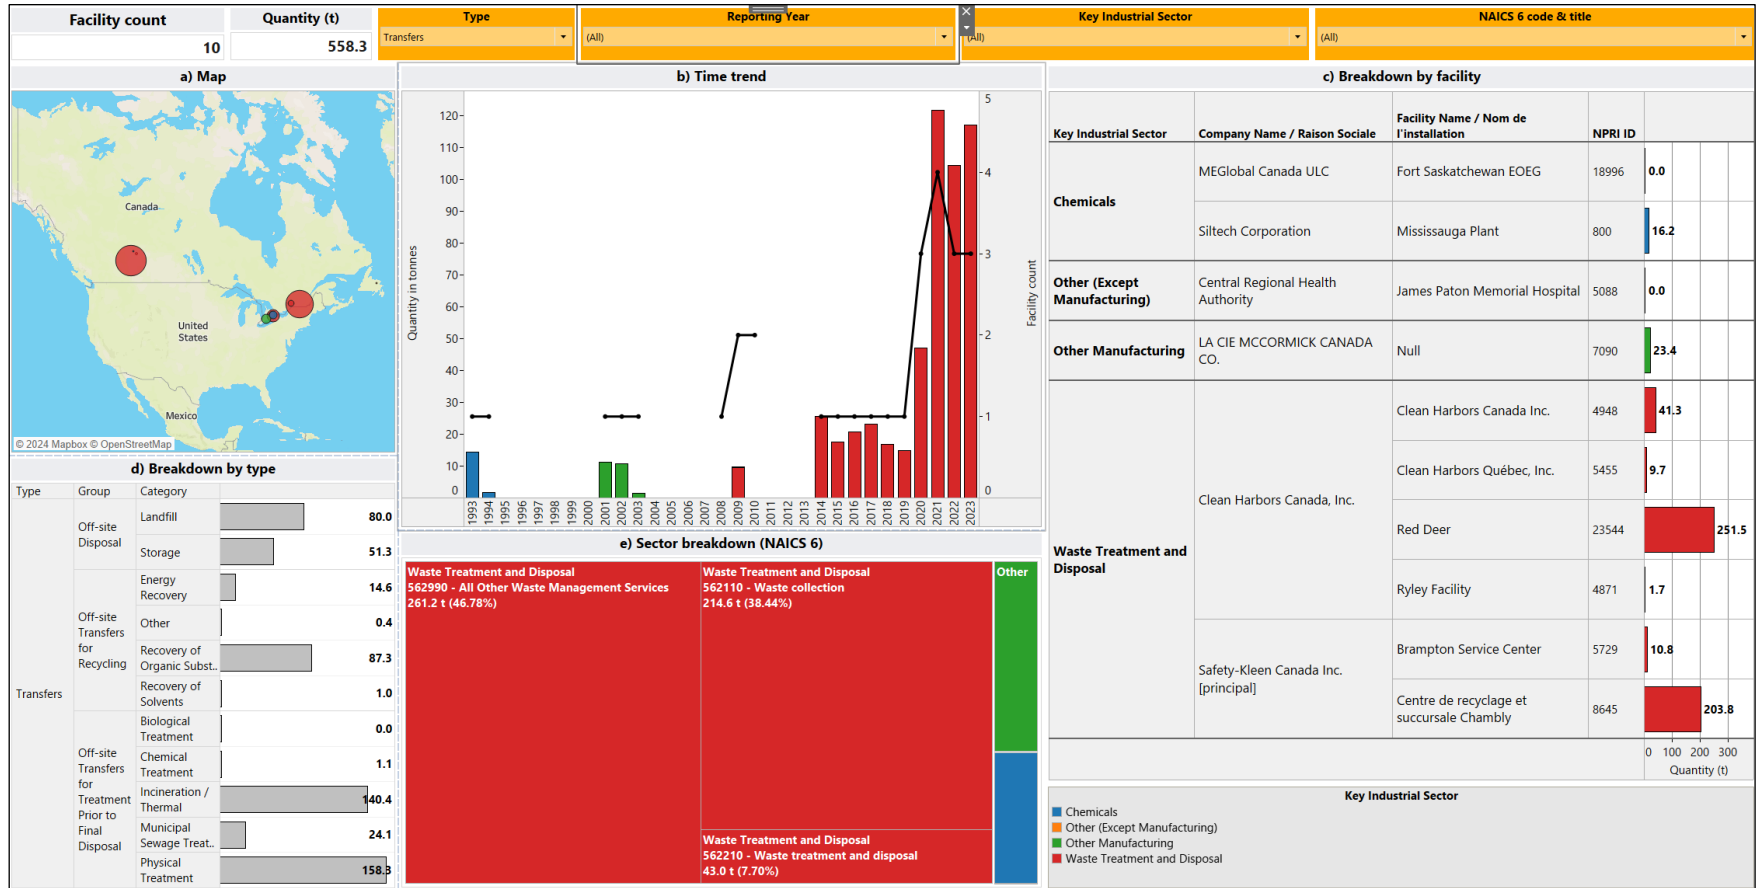 Facility count
10
Quantity (t)
558.3
Type
Transfers
Reporting Year
(All)
Key Industrial Sector
(All)
NAICS 6 code & title
(All)
a) Map
Canada
United
States
Mexico
© 2024 Mapbox © OpenStreetMap
b) Time trend
Quantity in tonnes
120
110
100
90
80
70
60
50
40
30
20
10
0
5
4
3
2
1
0
Facility count
1993
1994
1995
1996
1997
1998
1999
2000
2001
2002
2003
2004
2005
2006
2007
2008
2009
2010
2011
2012
2013
2014
2015
2016
2017
2018
2019
2020
2021
2022
2023
c) Breakdown by facility
Key Industrial Sector
Company Name / Raison Sociale
Facility Name / Nom de
l'installation
NPRI ID
Chemicals
MEGlobal Canada ULC
Fort Saskatchewan EOEG
18996
0.0
Siltech Corporation
Mississauga Plant
800
16.2
Other (Except
Manufacturing)
Central Regional Health
Authority
James Paton Memorial Hospital
5088
0.0
Other Manufacturing
LA CIE MCCORMICK CANADA
CO.
Null
7090
23.4
Waste Treatment and
Disposal
Clean Harbors Canada, Inc.
Clean Harbors Canada Inc.
4948
41.3
Clean Harbors Québec, Inc.
5455
9.7
Red Deer
23544
251.5
Ryley Facility
4871
1.7
Safety-Kleen Canada Inc.
[principal]
Brampton Service Center
5729
10.8
Centre de recyclage et
succursale Chambly
8645
203.8
0 100 200 300
Quantity (t)
d) Breakdown by type
Type
Group
Category
Transfers
Off-site
Disposal
Landfill
80.0
Storage
51.3
Off-site
Transfers
for
Recycling
Energy
Recovery
14.6
Other
0.4
Recovery of
Organic Subst..
87.3
Recovery of
Solvents
1.0
Off-site
Transfers
for
Treatment
Prior to
Final
Disposal
Biological
Treatment
0.0
Chemical
Treatment
1.1
Incineration /
Thermal
140.4
Municipal
Sewage Treat..
24.1
Physical
Treatment
158.3
e) Sector breakdown (NAICS 6)
Waste Treatment and Disposal
562990 - All Other Waste Management Services
261.2 t (46.78%)
Waste Treatment and Disposal
562110 - Waste collection
214.6 t (38.44%)
Waste Treatment and Disposal
562210 - Waste treatment and disposal
43.0 t (7.70%)
Other
Key Industrial Sector
Chemicals
Other (Except Manufacturing)
Other Manufacturing
Waste Treatment and Disposal